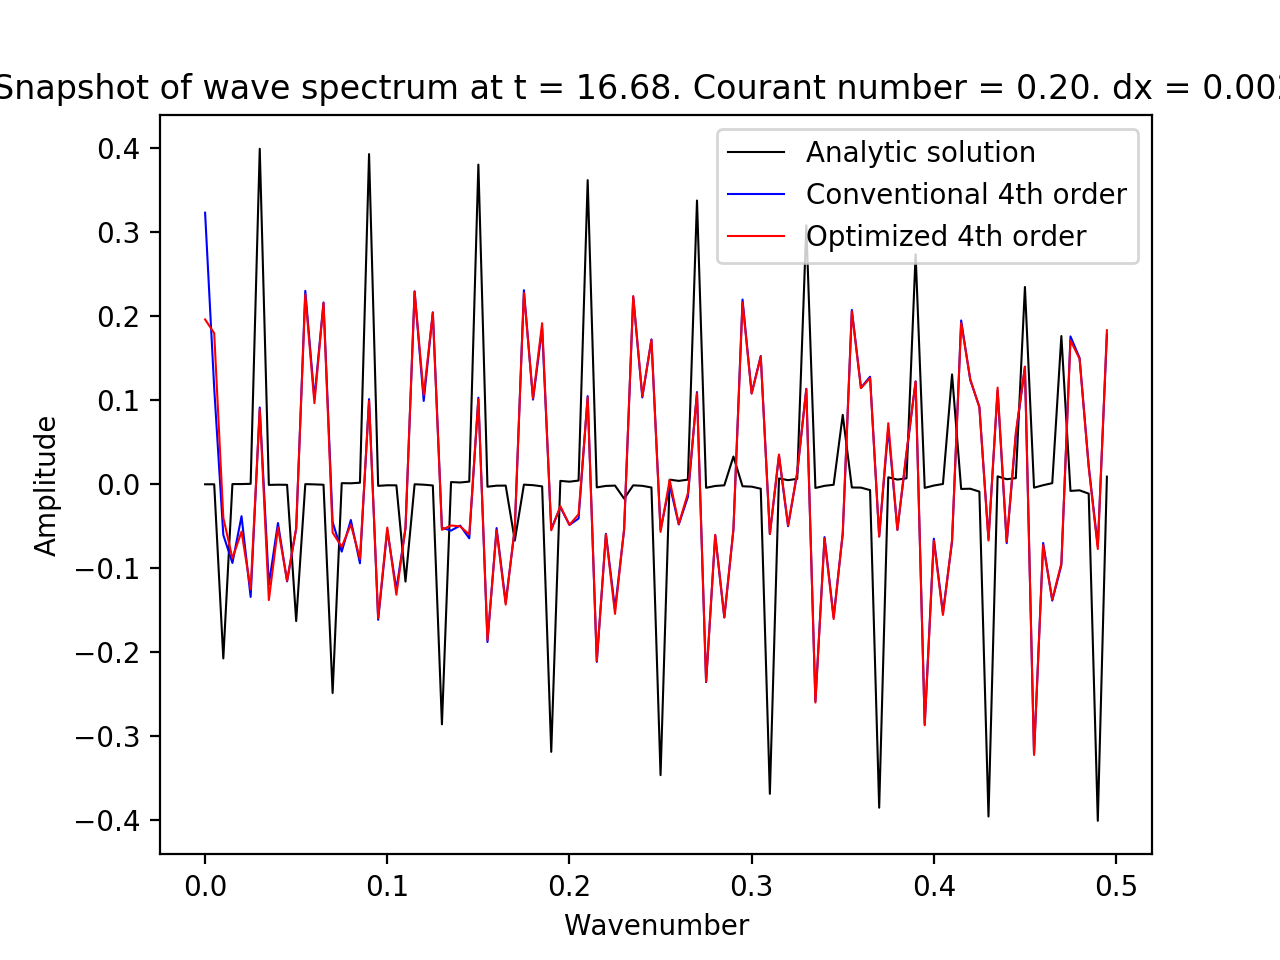 Snapshot of wave spectrum at t = 16.68. Courant number = 0.20. dx =
Analytic solution
Conventional 4th order
Optimized 4th order
Amplitude
0.4
0.3
0.2
0.1
0.0
−0.1
−0.2
−0.3
−0.4
0.0 0.1 0.2 0.3 0.4 0.5
Wavenumber